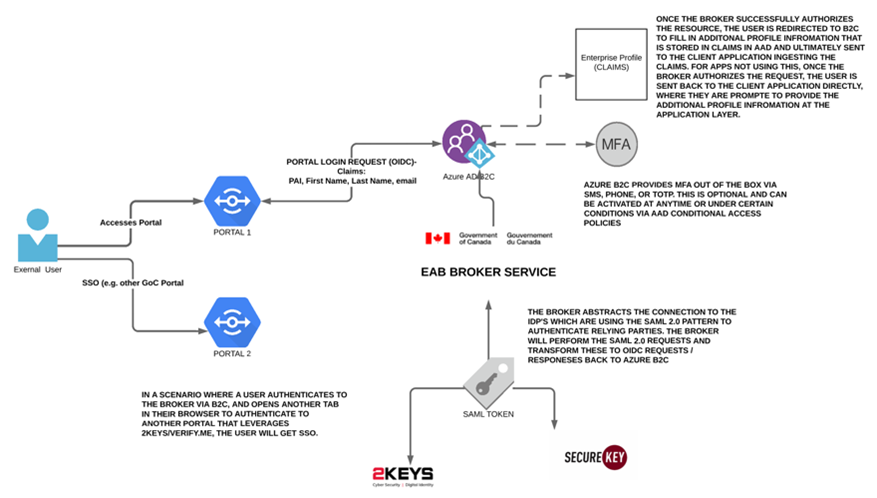 ONCE THE BROKER SUCCESSFULLY AUTHORIZES
THE RESOURCE, THE USER IS REDIRECTED TO B2C
TO FILL IN ADDITONAL PROFILE INFROMATION THAT
IS STORED IN CLAIMS IN AAD AND ULTIMATELY SENT
TO THE CLIENT APPLICATION INGESTING THE
CLAIMS. FOR APPS NOT USING THIS, ONCE THE
BROKER AUTHORIZES THE REQUEST, THE USER IS
SENT BACK TO THE CLIENT APPLICATION DIRECTLY,
WHERE THEY ARE PROMPTE TO PROVIDE THE
ADDITIONAL PROFILE INFROMATION AT THE
APPLICATION LAYER.
Enterprise Profile
(CLAIMS)
MFA
Azure AD B2C
PORTAL LOGIN REQUEST (OIDC)-
Claims:
PAI, First Name, Last Name, email
AZURE B2C PROVIDES MFA OUT OF THE BOX VIA
SMS, PHONE, OR TOTP. THIS IS OPTIONAL AND CAN
BE ACTIVATED AT ANYTIME OR UNDER CERTAIN
CONDITIONS VIA AAD CONDITIONAL ACCESS
POLICIES
Accesses Portal
PORTAL 1
Government
of Canada
Gouvernement
du Canada
Exernal User
EAB BROKER SERVICE
SSO (e.g. other GoC Portal
PORTAL 2
THE BROKER ABSTRACTS THE CONNECTION TO THE
IDP'S WHICH ARE USING THE SAML 2.0 PATTERN TO
AUTHENTICATE RELYING PARTIES. THE BROKER
WILL PERFORM THE SAML 2.0 REQUESTS AND
TRANSFORM THESE TO OIDC REQUESTS /
RESPONESES BACK TO AZURE B2C
IN A SCENARIO WHERE A USER AUTHENTICATES TO
THE BROKER VIA B2C, AND OPENS ANOTHER TAB
IN THEIR BROWSER TO AUTHENTICATE TO
ANOTHER PORTAL THAT LEVERAGES
2KEYS/VERIFY.ME, THE USER WILL GET SSO.
SAML TOKEN
2KEYS
Cyber Security | Digital Identity
SECUREKEY